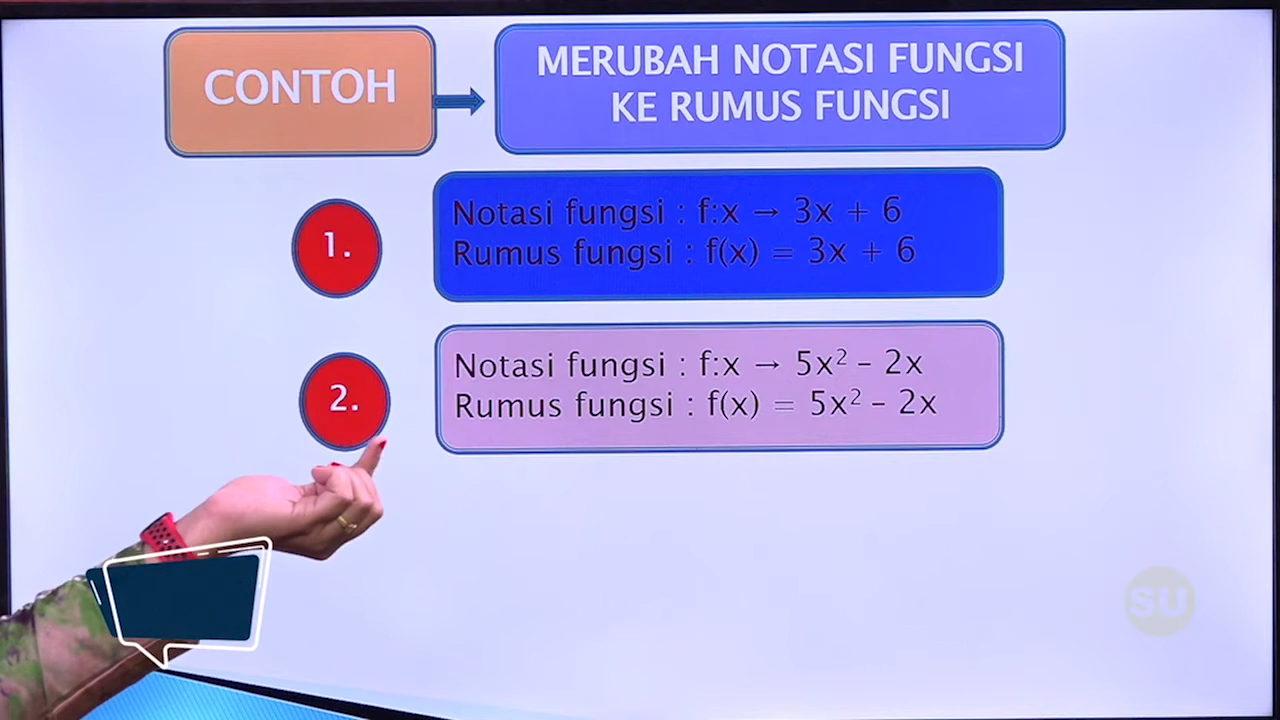 CONTOH
MERUBAH NOTASI FUNGSI
KE RUMUS FUNGSI
1.
Notasi fungsi : f:x → 3x + 6
Rumus fungsi : f(x) = 3x + 6
2.
Notasi fungsi : f:x → 5x² – 2x
Rumus fungsi : f(x) = 5x² – 2x
SU